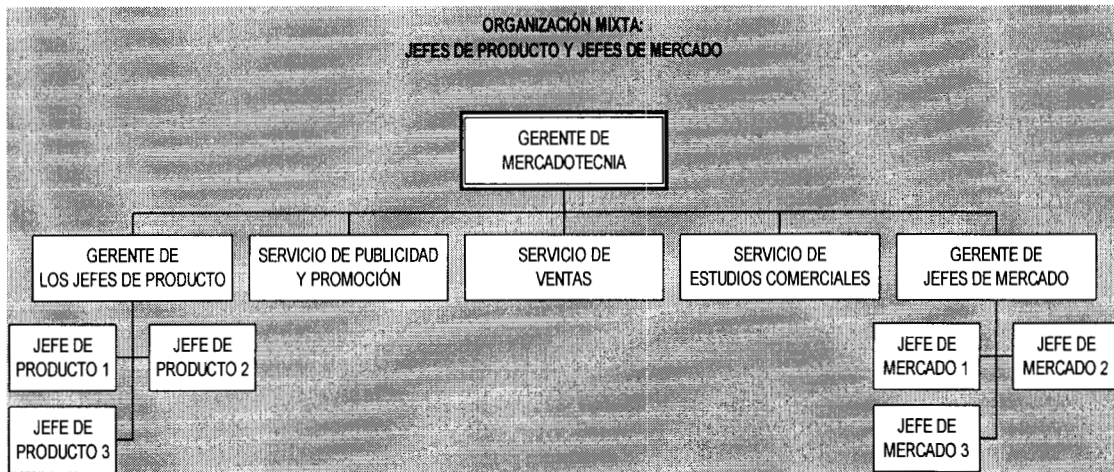 ORGANIZACIÓN MIXTA:
JEFES DE PRODUCTO Y JEFES DE MERCADO
GERENTE DE
MERCADOTECNIA
GERENTE DE
LOS JEFES DE PRODUCTO
SERVICIO DE PUBLICIDAD
Y PROMOCIÓN
SERVICIO DE
VENTAS
SERVICIO DE
ESTUDIOS COMERCIALES
GERENTE DE
JEFES DE MERCADO
JEFE DE
PRODUCTO 1
JEFE DE
PRODUCTO 2
JEFE DE
PRODUCTO 3
JEFE DE
MERCADO 1
JEFE DE
MERCADO 2
JEFE DE
MERCADO 3